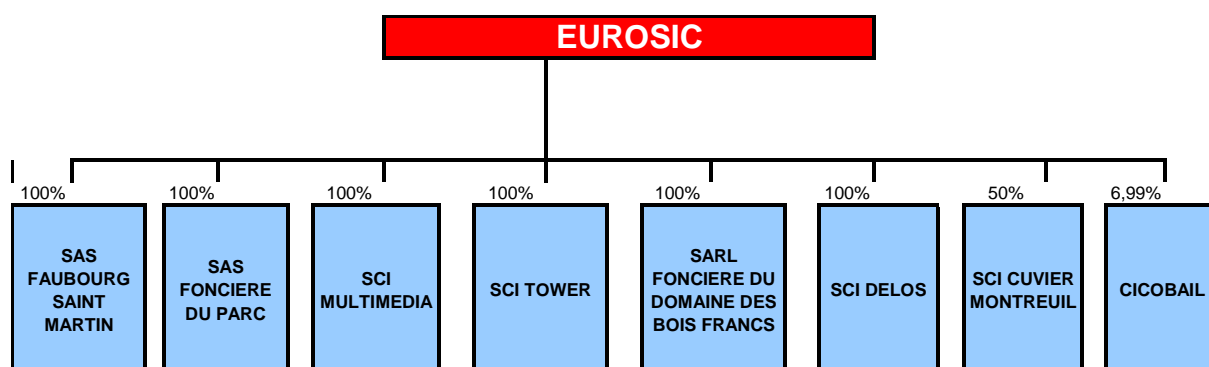 EUROSIC
100% 100% 100% 100% 100% 100% 50% 6,99%
SAS
FAUBOURG
SAINT
MARTIN
SAS
FONCIERE
DU PARC
SCI
MULTIMEDIA
SCI TOWER
SARL
FONCIERE DU
DOMAINE DES
BOIS FRANCS
SCI DELOS
SCI CUVIER
MONTREUIL
CICOBAIL